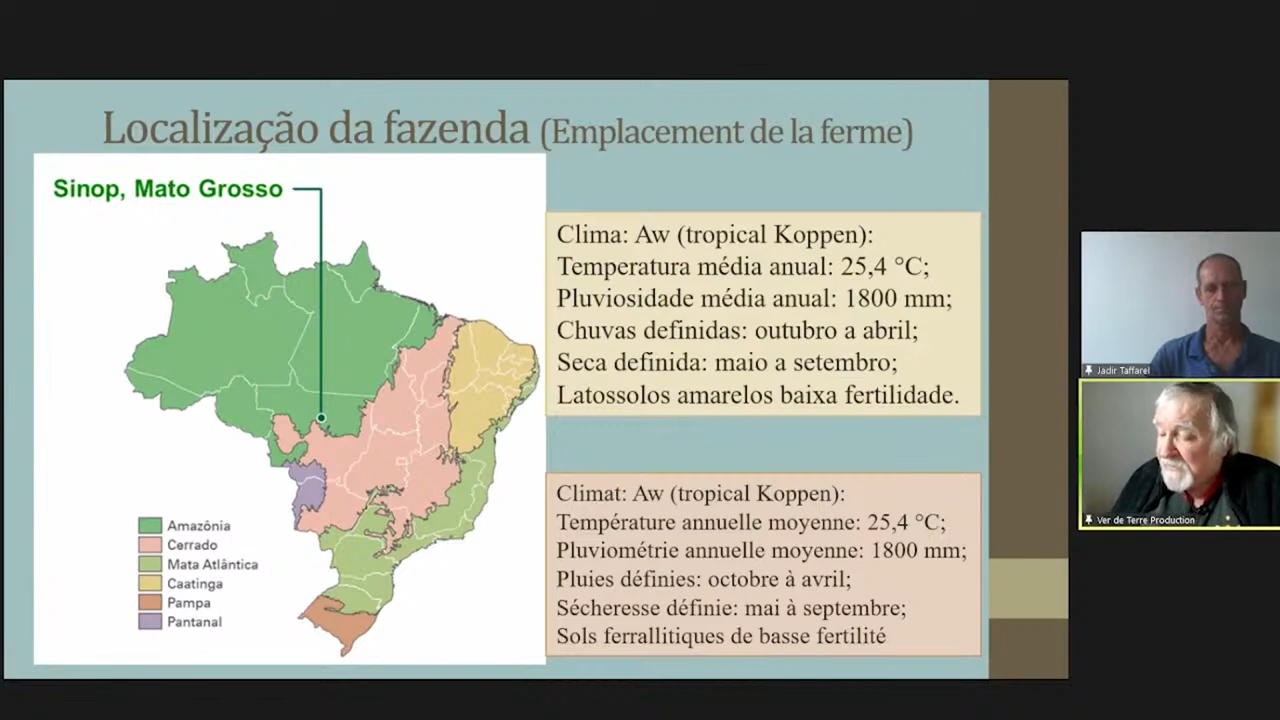 Localização da fazenda (Emplacement de la ferme)
Sinop, Mato Grosso
Amazônia
Cerrado
Mata Atlântica
Caatinga
Pampa
Pantanal
Clima: Aw (tropical Koppen):
Temperatura média anual: 25,4 °C;
Pluviosidade média anual: 1800 mm;
Chuvas definidas: outubro a abril;
Seca definida: maio a setembro;
Latossolos amarelos baixa fertilidade.
Climat: Aw (tropical Koppen):
Température annuelle moyenne: 25,4 °C;
Pluviométrie annuelle moyenne: 1800 mm;
Pluies définies: octobre à avril;
Sécheresse définie: mai à septembre;
Sols ferrallitiques de basse fertilité
Jadir Taffarel
Ver de Terre Production